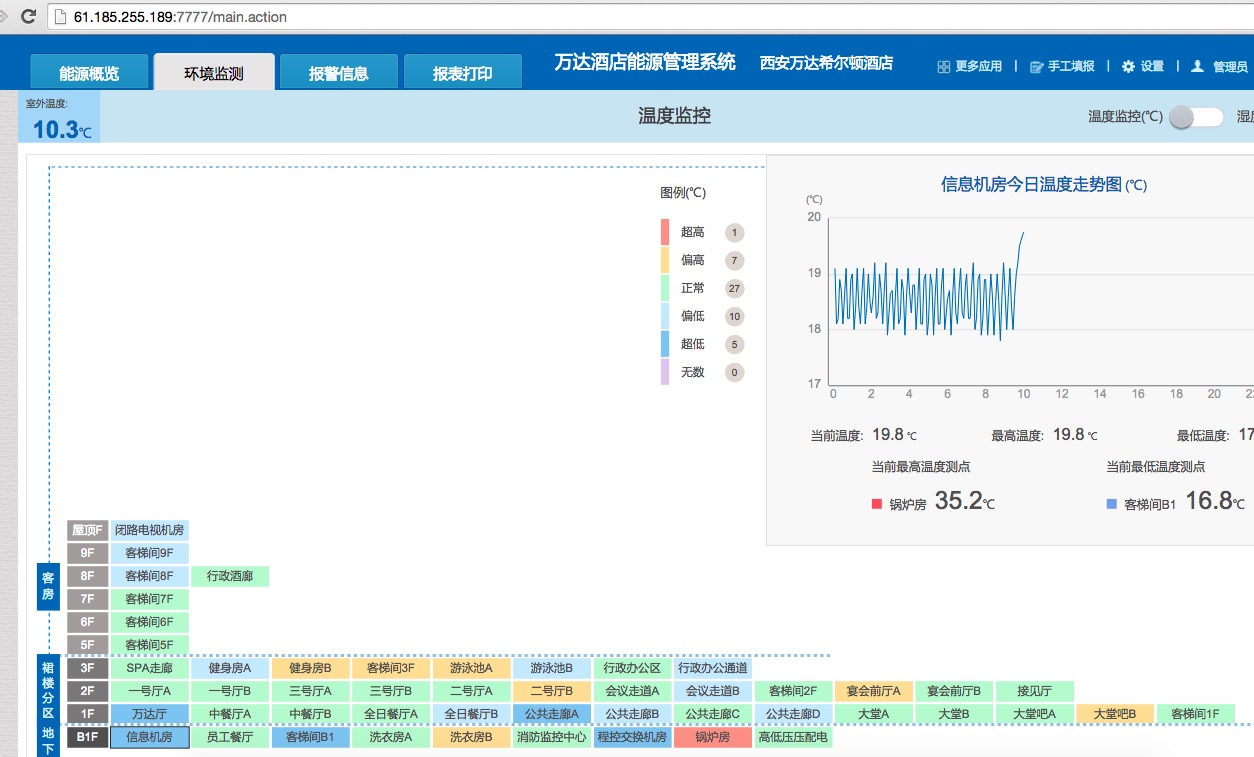 61.185.255.189:7777/main.action
能源概览 环境监测 报警信息 报表打印 万达酒店能源管理系统 西安万达希尔顿酒店 更多应用 | 手工填报 | 设置 | 管理员
室外温度:
10.3℃
温度监控
温度监控(℃)
图例(℃)
超高 1
偏高 7
正常 27
偏低 10
超低 5
无数 0
信息机房今日温度走势图(℃)
(℃)
20
19
18
17
0 2 4 6 8 10 12 14 16 18 20
当前温度: 19.8℃ 最高温度: 19.8℃ 最低温度: 17
当前最高温度测点 当前最低温度测点
锅炉房 35.2℃ 客梯间B1 16.8℃
客房
屋顶F 闭路电视机房
9F 客梯间9F
8F 客梯间8F 行政酒廊
7F 客梯间7F
6F 客梯间6F
5F 客梯间5F
裙楼分区
3F SPA走廊 健身房A 健身房B 客梯间3F 游泳池A 游泳池B 行政办公区 行政办公通道
2F 一号厅A 一号厅B 三号厅A 三号厅B 二号厅A 二号厅B 会议走道A 会议走道B 客梯间2F 宴会前厅A 宴会前厅B 接见厅
1F 万达厅 中餐厅A 中餐厅B 全日餐厅A 全日餐厅B 公共走廊A 公共走廊B 公共走廊C 公共走廊D 大堂A 大堂B 大堂吧A 大堂吧B 客梯间1F
地下
B1F 信息机房 员工餐厅 客梯间B1 洗衣房A 洗衣房B 消防监控中心 程控交换机房 锅炉房 高低压压配电